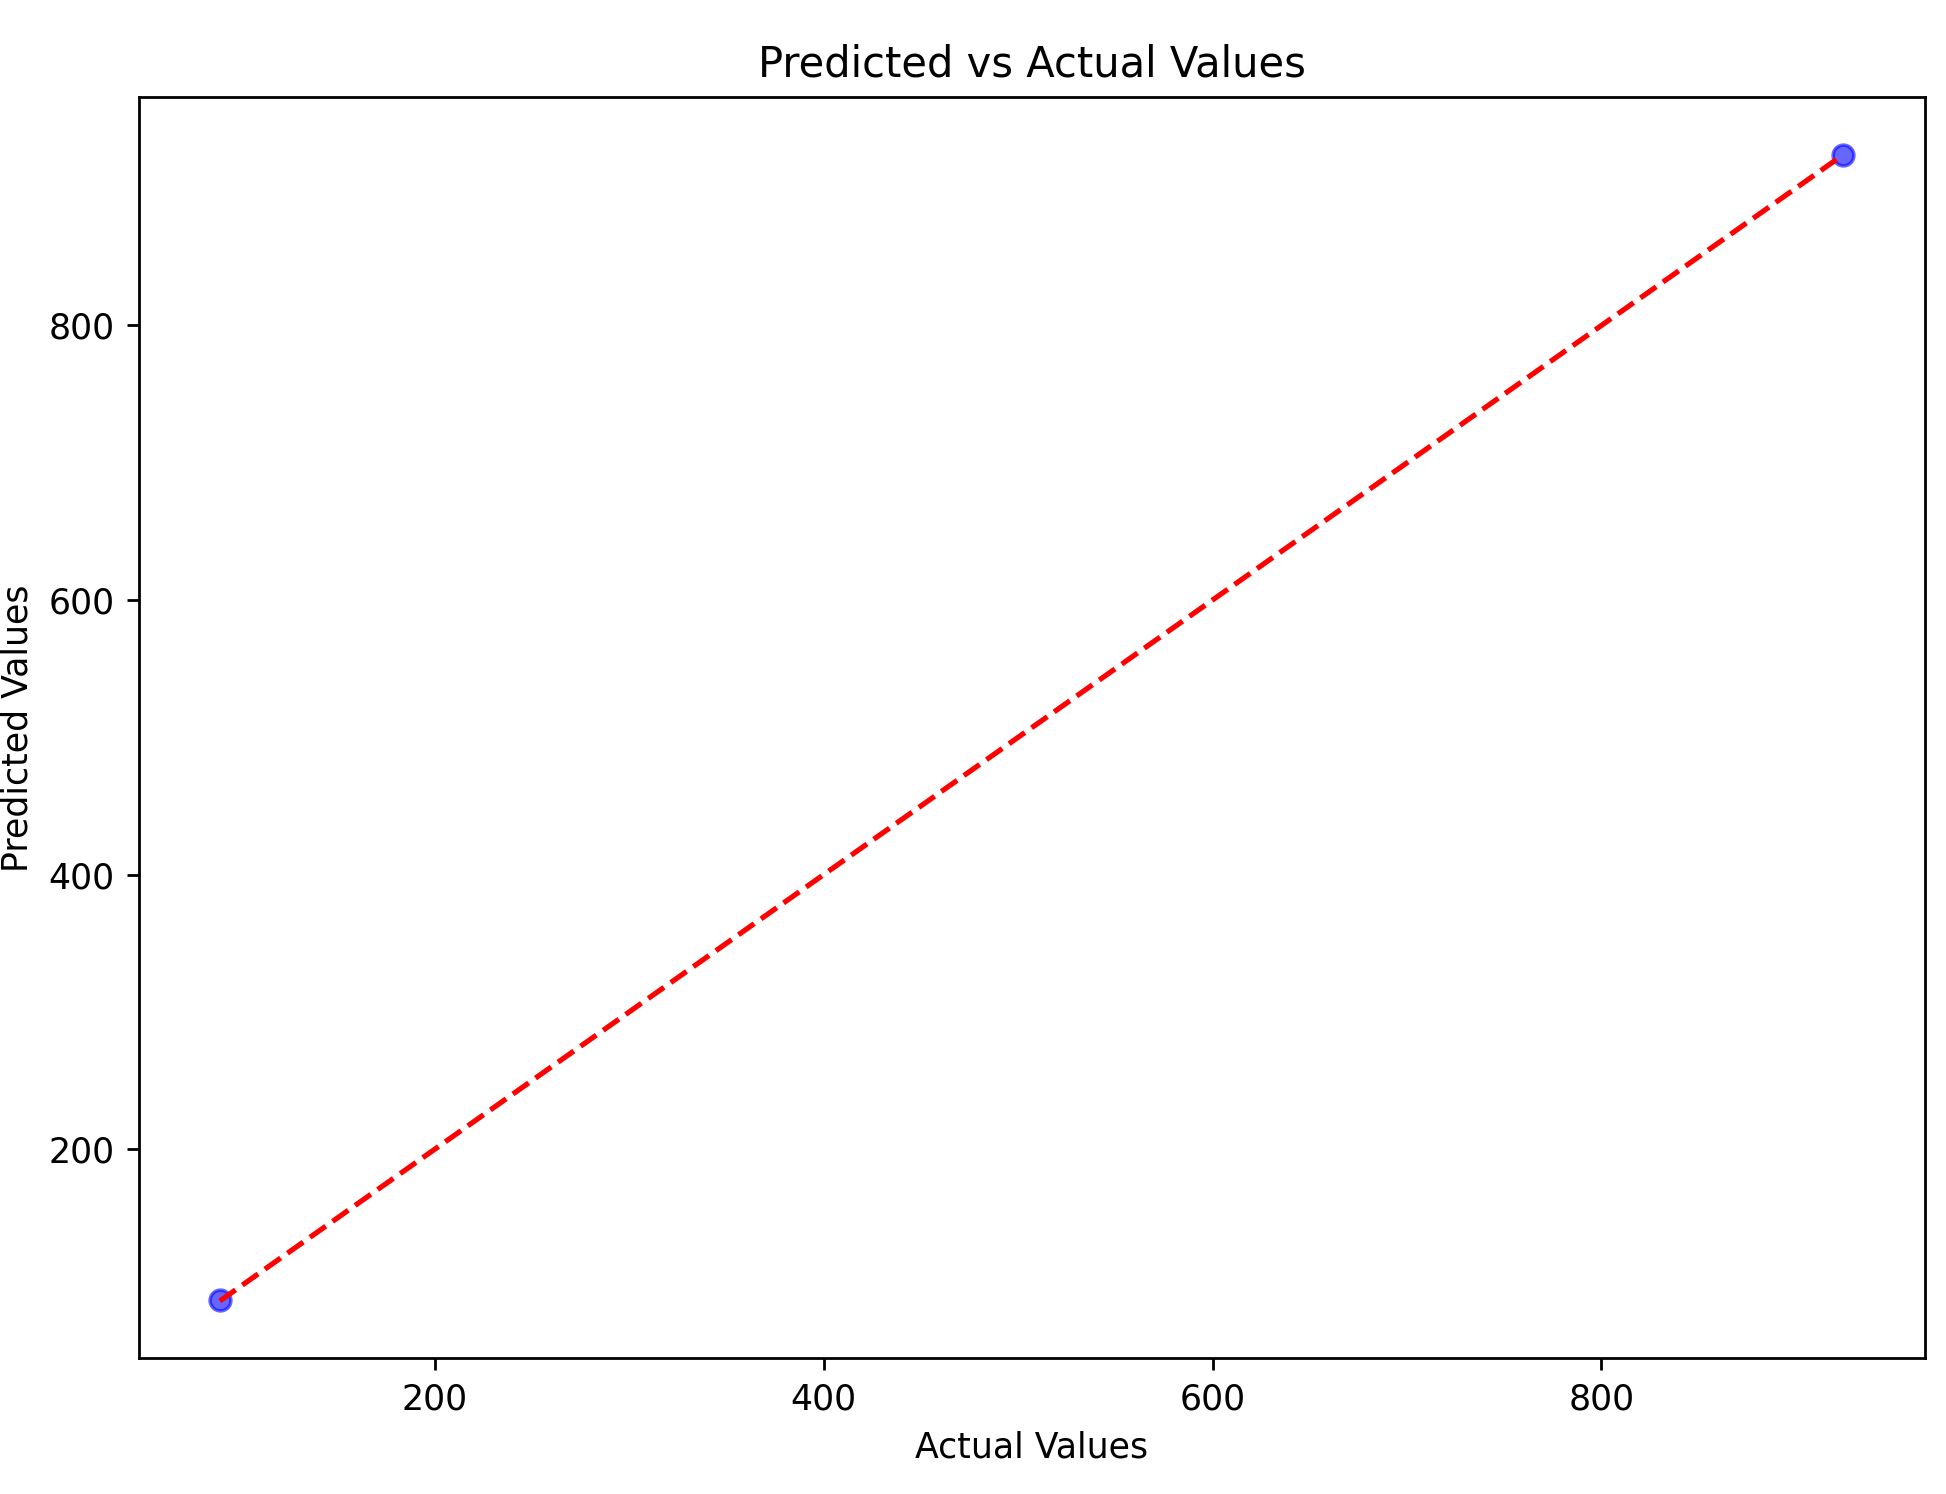 Predicted vs Actual Values
800
600
400
200
Predicted Values
200 400 600 800
Actual Values